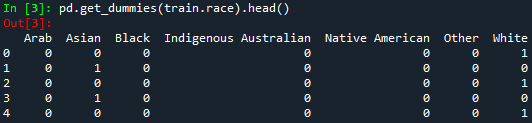 In [3]: pd.get_dummies(train.race).head()
Out[3]:
Arab Asian Black Indigenous Australian Native American Other White
0 0 0 0 0 0 0 1
1 0 1 0 0 0 0 0
2 0 0 0 0 0 0 1
3 0 1 0 0 0 0 0
4 0 0 0 0 0 0 1